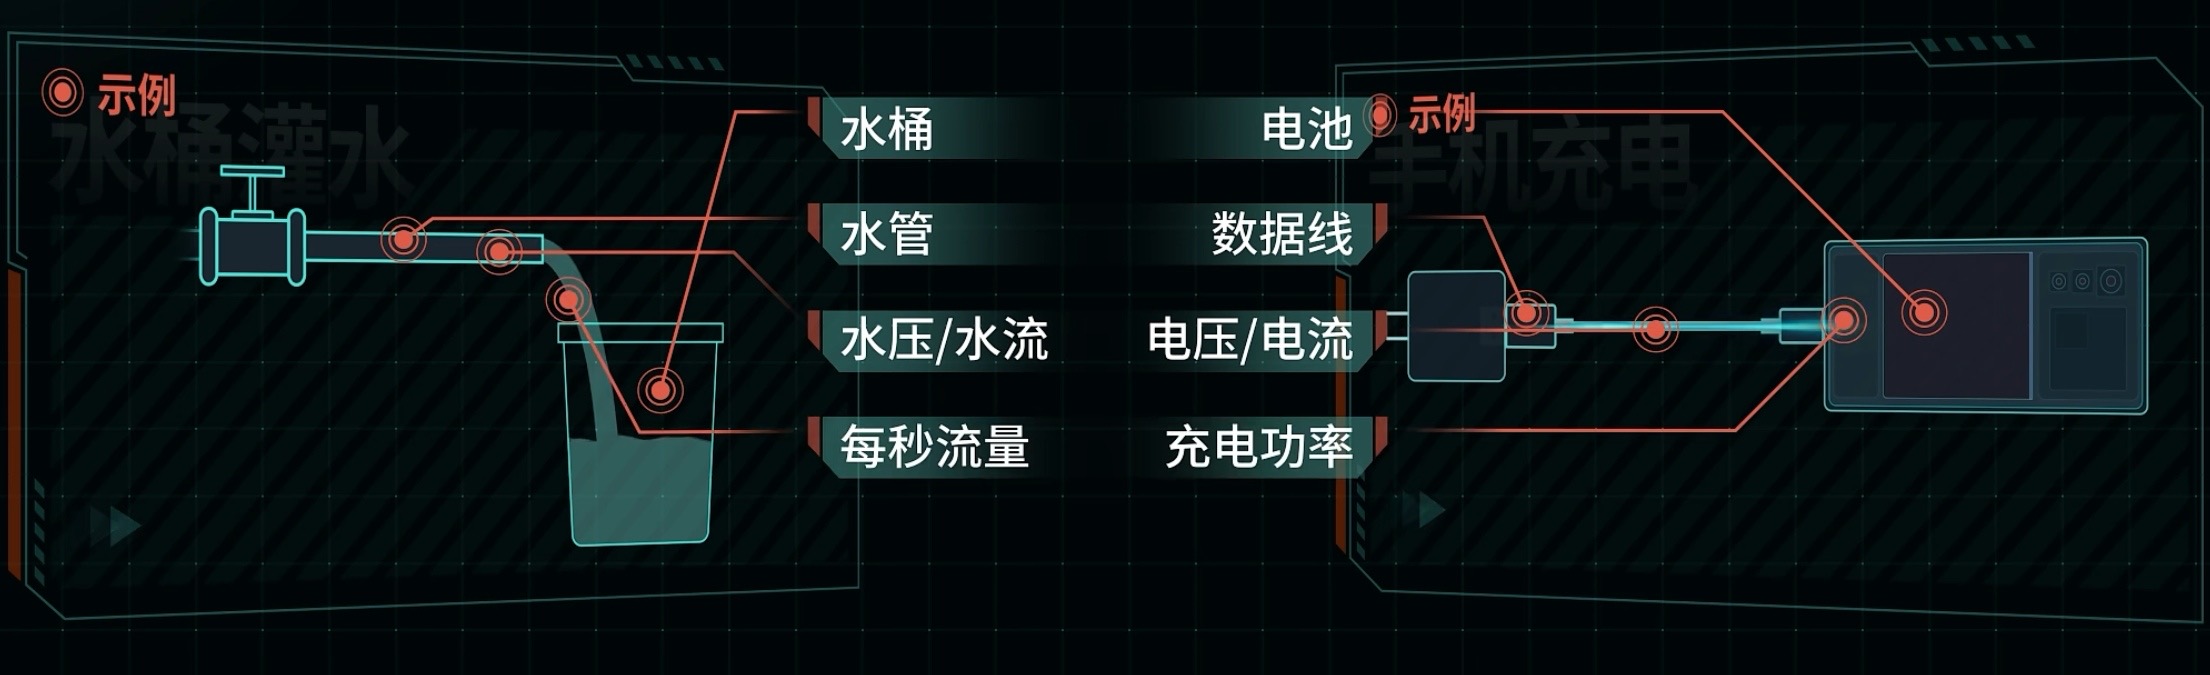 示例
水桶灌水
水桶
水管
水压/水流
每秒流量
电池
数据线
电压/电流
充电功率
示例
手机充电